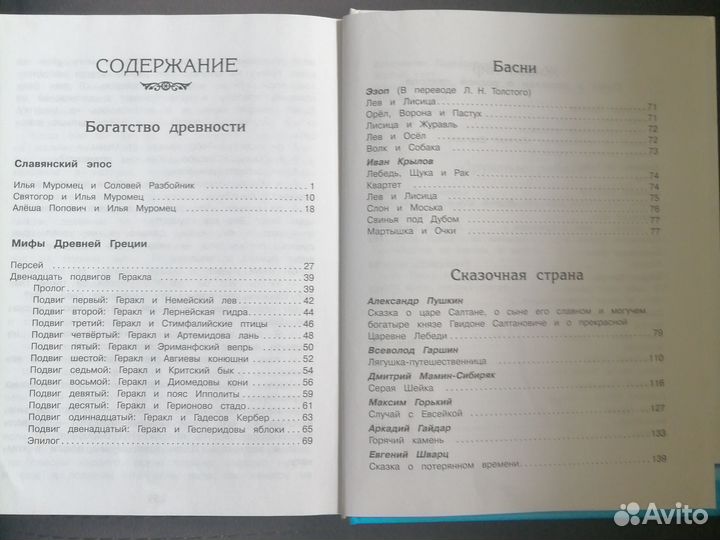 СОДЕРЖАНИЕ
Богатство древности
Славянский эпос
Илья Муромец и Соловей Разбойник 1
Святогор и Илья Муромец 10
Алёша Попович и Илья Муромец 18
Мифы Древней Греции
Персей 27
Двенадцать подвигов Геракла 39
Пролог 39
Подвиг первый: Геракл и Немейский лев 42
Подвиг второй: Геракл и Лернейская гидра 44
Подвиг третий: Геракл и Стимфалийские птицы 46
Подвиг четвёртый: Геракл и Артемидова лань 48
Подвиг пятый: Геракл и Эриманфский вепрь 50
Подвиг шестой: Геракл и Авгиевы конюшни 52
Подвиг седьмой: Геракл и Критский бык 54
Подвиг восьмой: Геракл и Диомедовы кони 56
Подвиг девятый: Геракл и пояс Ипполиты 59
Подвиг десятый: Геракл и Герионово стадо 61
Подвиг одиннадцатый: Геракл и Гадесов Кербер 63
Подвиг двенадцатый: Геракл и Гесперидовы яблоки 65
Эпилог 69
Басни
Эзоп (В переводе Л. Н. Толстого)
Лев и Лисица 71
Орёл, Ворона и Пастух 71
Лисица и Журавль 72
Лев и Осёл 72
Волк и Собака 73
Иван Крылов
Лебедь, Щука и Рак 74
Квартет 74
Лев и Лисица 75
Слон и Моська 76
Свинья под Дубом 77
Мартышка и Очки 77
Сказочная страна
Александр Пушкин
Сказка о царе Салтане, о сыне его славном и могучем
богатыре князе Гвидоне Салтановиче и о прекрасной
Царевне Лебеди 79
Всеволод Гаршин
Лягушка-путешественница 110
Дмитрий Мамин-Сибиряк
Серая Шейка 116
Максим Горький
Случай с Евсейкой 127
Аркадий Гайдар
Горячий камень 133
Евгений Шварц
Сказка о потерянном времени 139
Avito